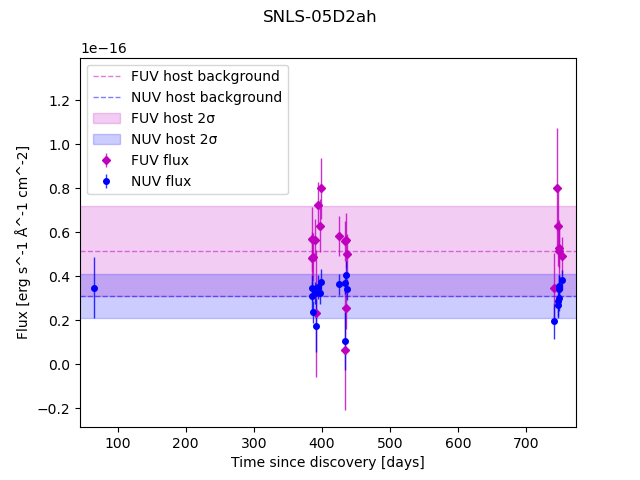 SNLS-05D2ah
1e−16
FUV host background
NUV host background
FUV host 2σ
NUV host 2σ
FUV flux
NUV flux
Flux [erg s^-1 Å^-1 cm^-2]
1.2
1.0
0.8
0.6
0.4
0.2
0.0
−0.2
100 200 300 400 500 600 700
Time since discovery [days]